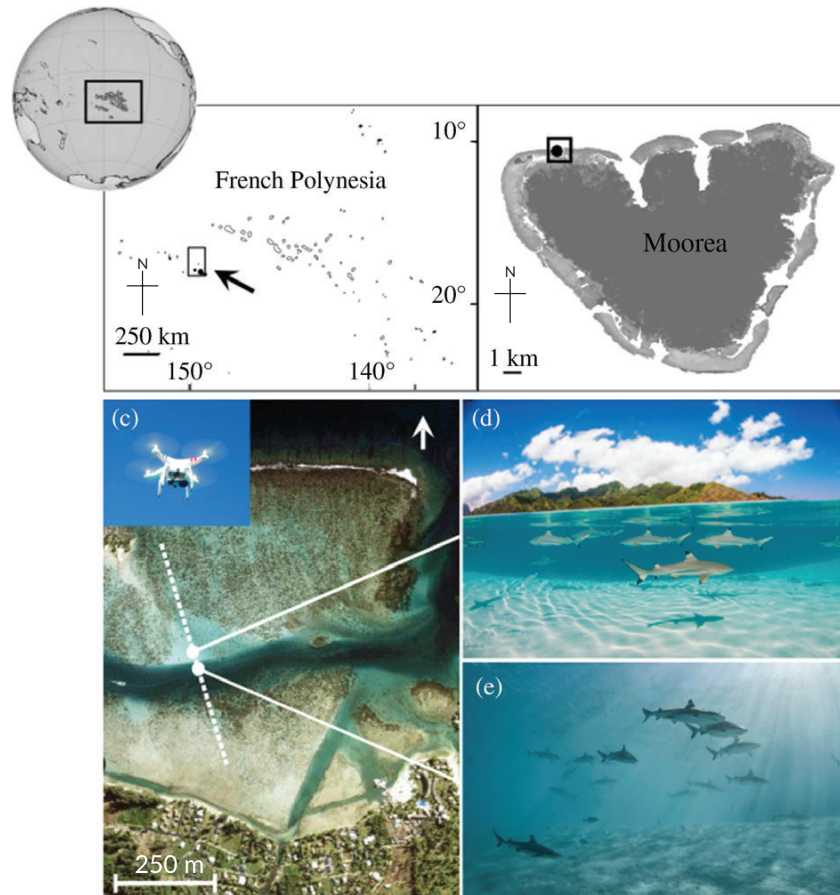 French Polynesia
10°
20°
N
250 km
150°
140°
Moorea
N
1 km
(c)
(d)
(e)
250 m